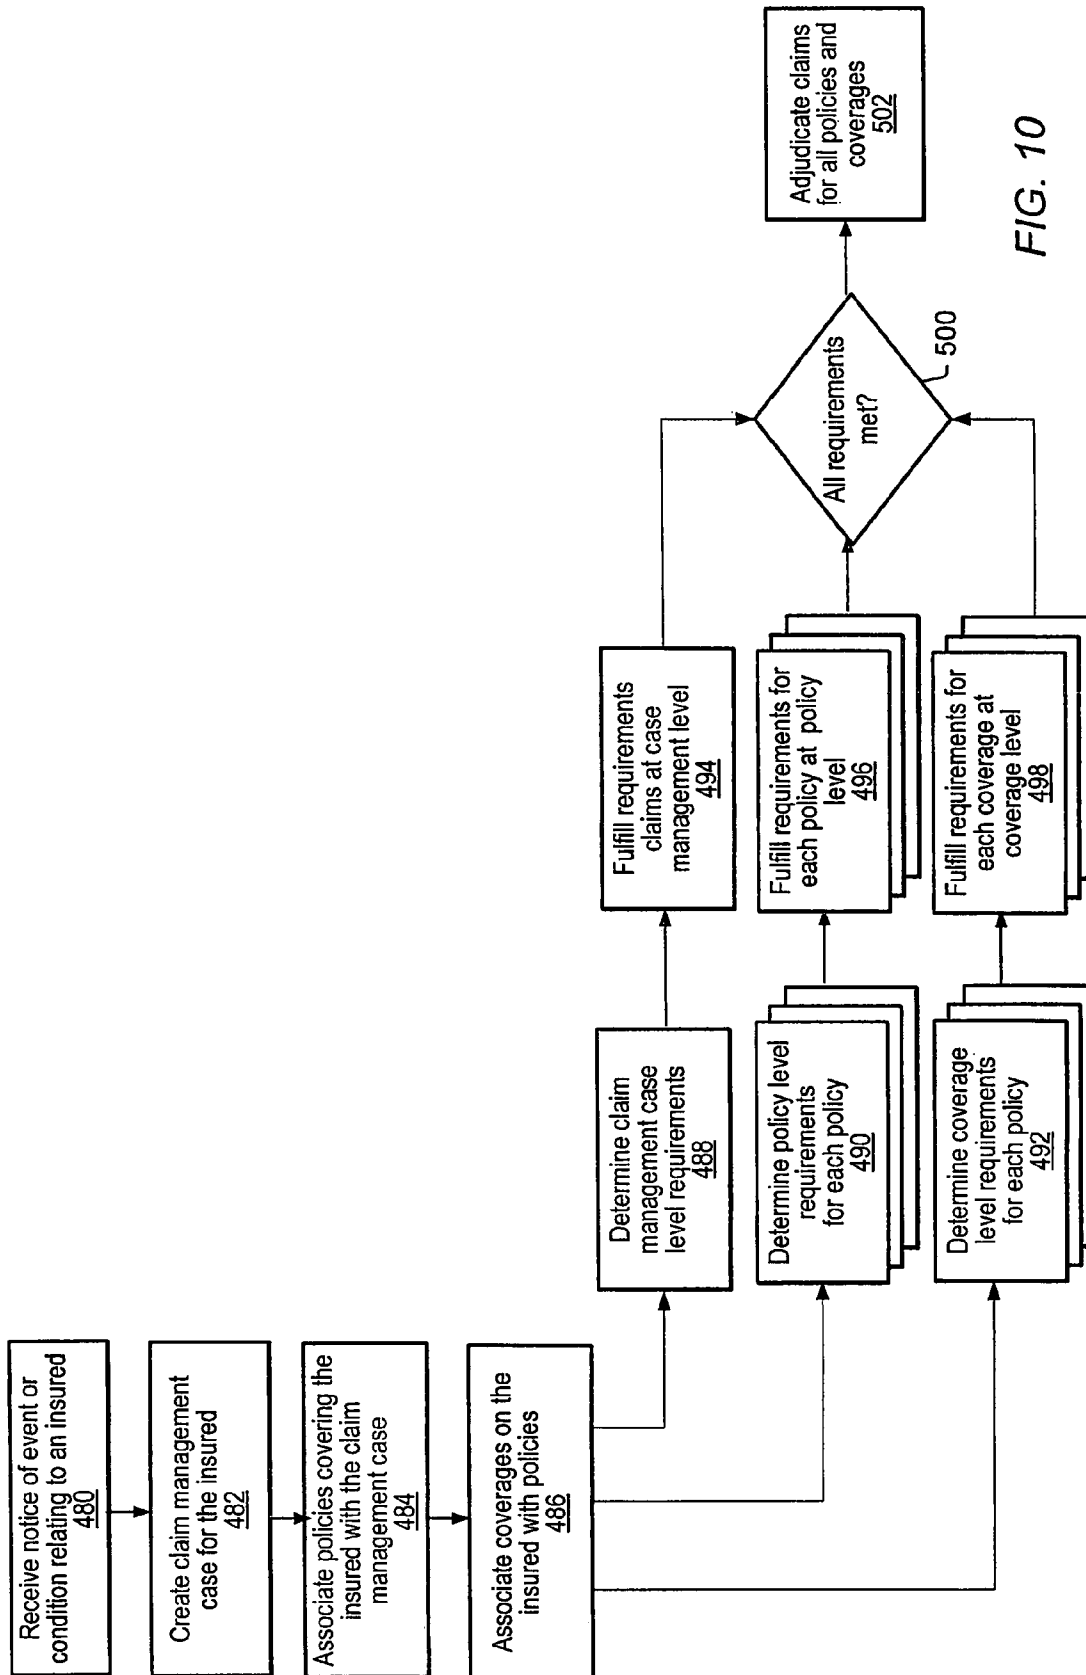 Receive notice of event or
condition relating to an insured
480
Create claim management
case for the insured
482
Associate policies covering the
insured with the claim
management case
484
Associate coverages on the
insured with policies
486
Determine claim
management case
level requirements
488
Determine policy level
requirements
for each policy
490
Determine coverage
level requirements
for each policy
492
Fulfill requirements
claims at case
management level
494
Fulfill requirements for
each policy at policy
level
496
Fulfill requirements for
each coverage at
coverage level
498
All requirements
met?
500
Adjudicate claims
for all policies and
coverages
502
FIG. 10